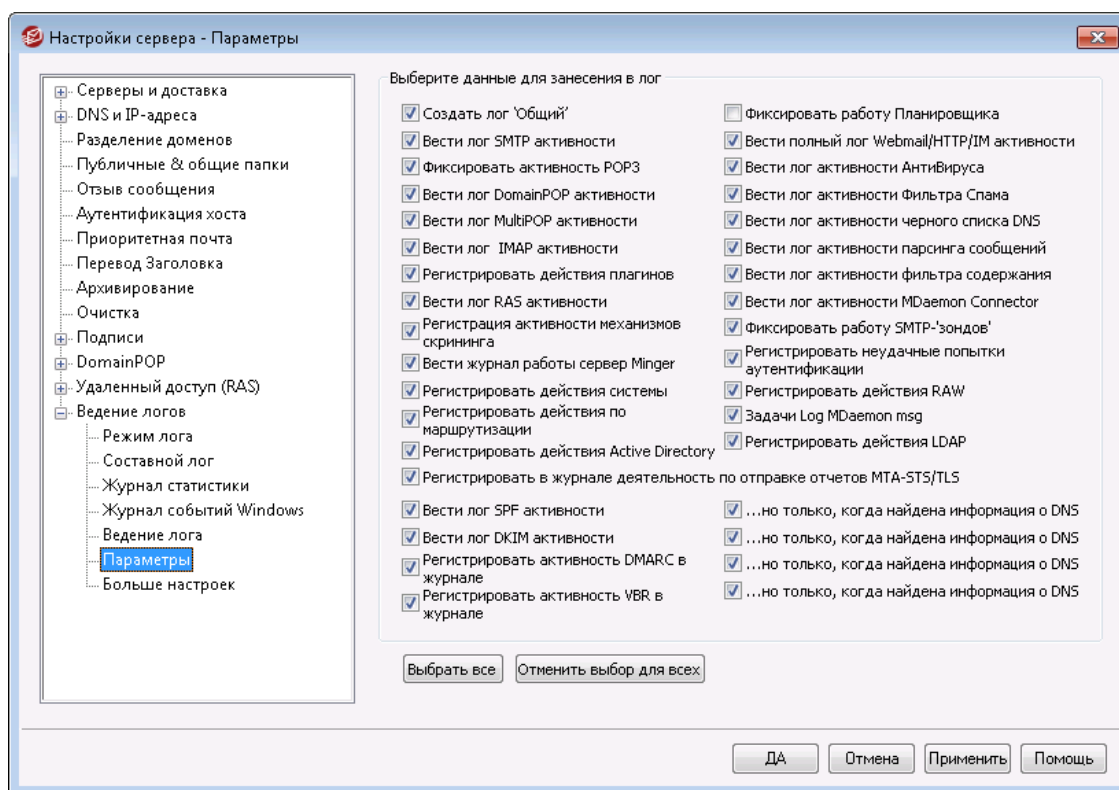 Настройки сервера - Параметры
Серверы и доставка
DNS и IP-адреса
Разделение доменов
Публичные & общие папки
Отзыв сообщения
Аутентификация хоста
Приоритетная почта
Перевод Заголовка
Архивирование
Очистка
Подписи
DomainPOP
Удаленный доступ (RAS)
Ведение логов
Режим лога
Составной лог
Журнал статистики
Журнал событий Windows
Ведение лога
Параметры
Больше настроек
Выберите данные для занесения в лог
Создать лог 'Общий'
Вести лог SMTP активности
Фиксировать активность POP3
Вести лог DomainPOP активности
Вести лог MultiPOP активности
Вести лог IMAP активности
Регистрировать действия плагинов
Вести лог RAS активности
Регистрация активности механизмов
скрининга
Вести журнал работы сервер Minger
Регистрировать действия системы
Регистрировать действия по
маршрутизации
Регистрировать действия Active Directory
Фиксировать работу Планировщика
Вести полный лог Webmail/HTTP/IM активности
Вести лог активности АнтиВируса
Вести лог активности Фильтра Спама
Вести лог активности черного списка DNS
Вести лог активности парсинга сообщений
Вести лог активности фильтра содержания
Вести лог активности MDaemon Connector
Фиксировать работу SMTP-'зондов'
Регистрировать неудачные попытки
аутентификации
Регистрировать действия RAW
Задачи Log MDaemon msg
Регистрировать действия LDAP
Регистрировать в журнале деятельность по отправке отчетов MTA-STS/TLS
Вести лог SPF активности
...но только, когда найдена информация о DNS
Вести лог DKIM активности
...но только, когда найдена информация о DNS
Регистрировать активность DMARC в
журнале
...но только, когда найдена информация о DNS
Регистрировать активность VBR в
журнале
...но только, когда найдена информация о DNS
Выбрать все
Отменить выбор для всех
ДА
Отмена
Применить
Помощь